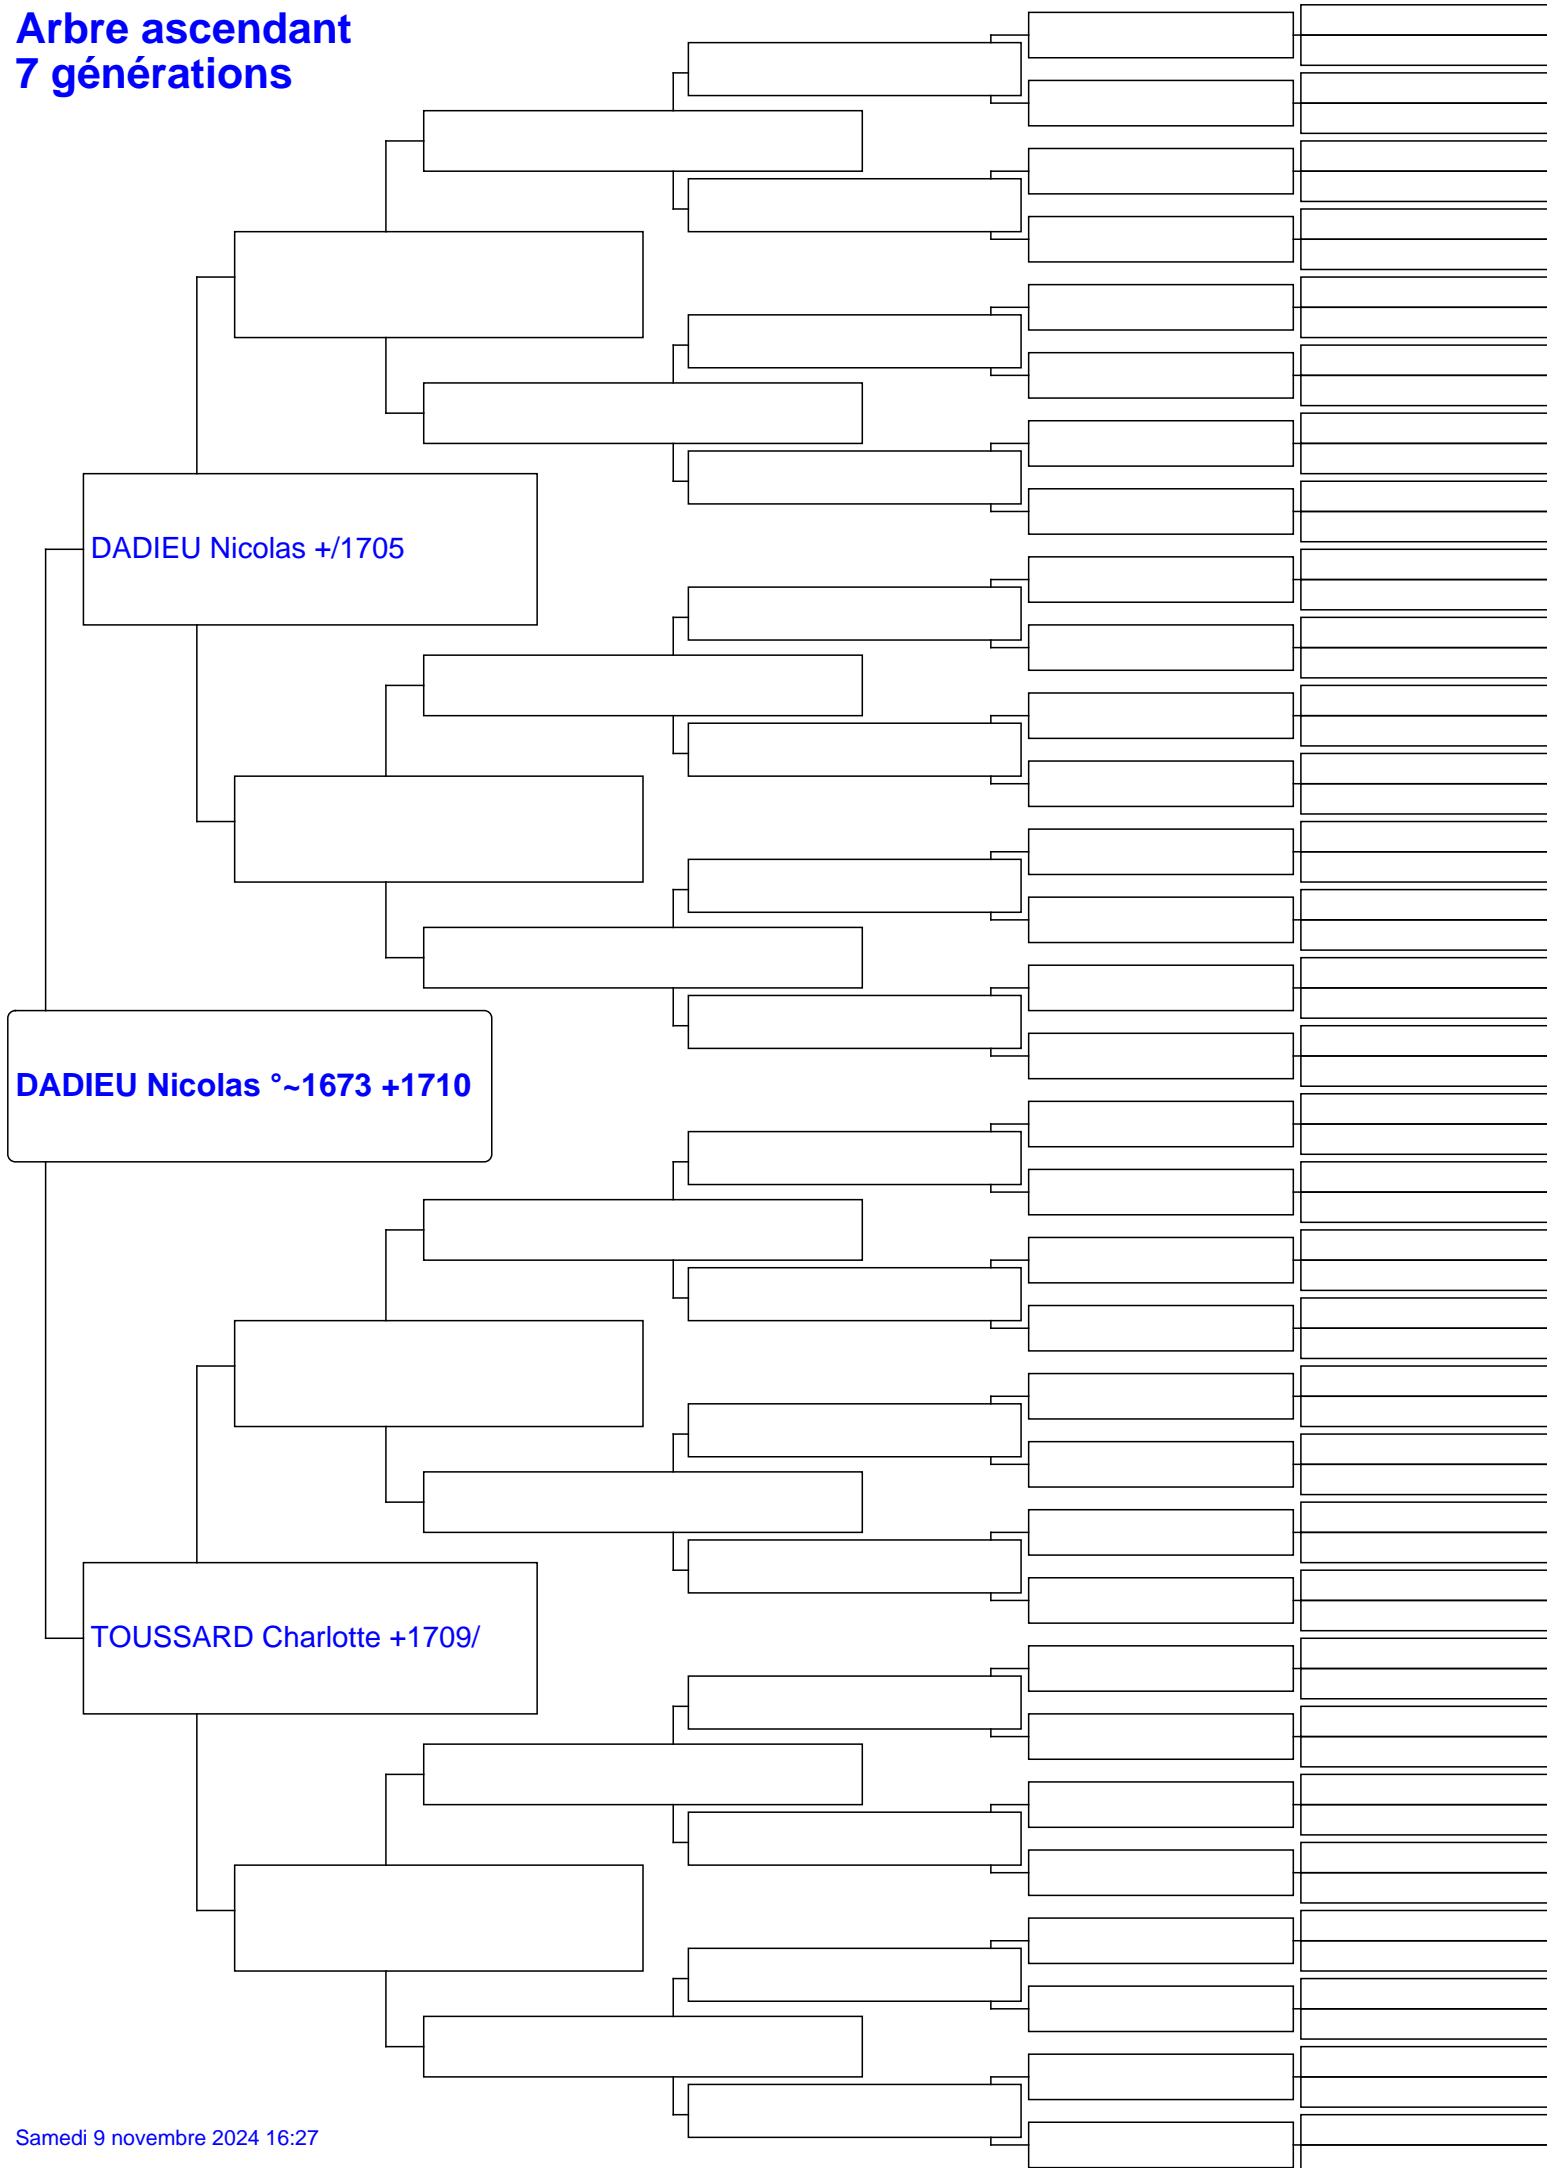 Arbre ascendant
7 générations
DADIEU Nicolas +/1705
DADIEU Nicolas °~1673 +1710
TOUSSARD Charlotte +1709/
Samedi 9 novembre 2024 16:27